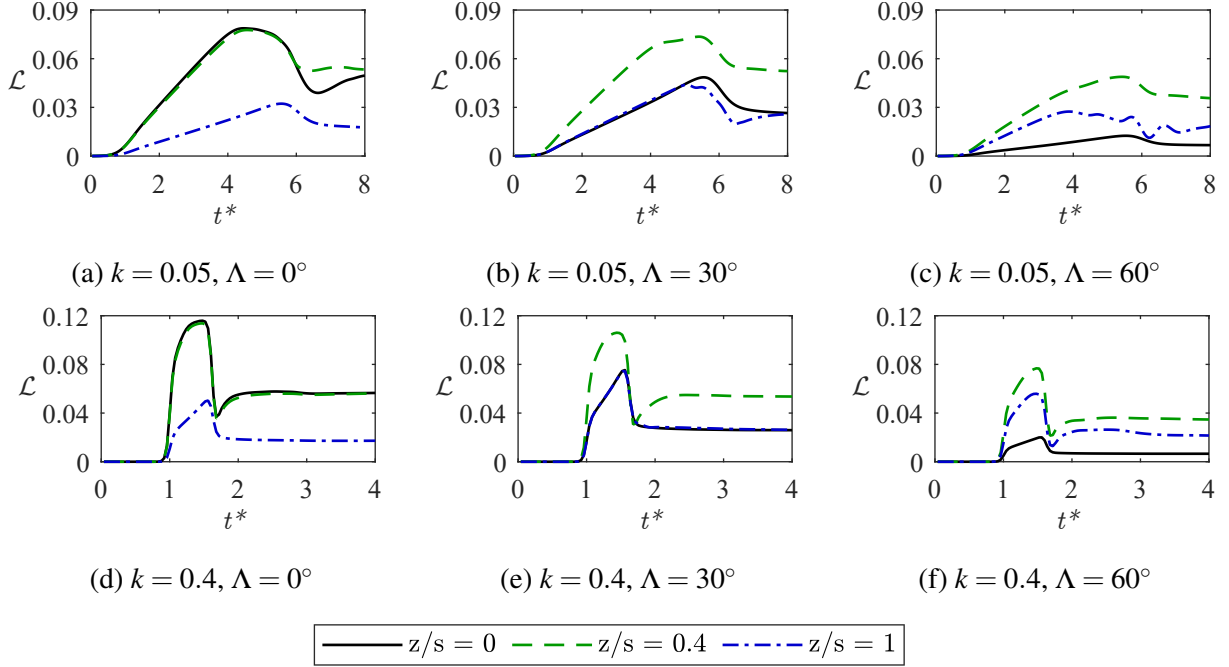 0.09 0.09 0.09
0.06 0.06 0.06
ℒ ℒ ℒ
0.03 0.03 0.03
0 0 0
0 2 4 6 8 0 2 4 6 8 0 2 4 6 8
t* t* t*
(a) k = 0.05, Λ = 0° (b) k = 0.05, Λ = 30° (c) k = 0.05, Λ = 60°
0.12 0.12 0.12
0.08 0.08 0.08
ℒ ℒ ℒ
0.04 0.04 0.04
0 0 0
0 1 2 3 4 0 1 2 3 4 0 1 2 3 4
t* t* t*
(d) k = 0.4, Λ = 0° (e) k = 0.4, Λ = 30° (f) k = 0.4, Λ = 60°
z/s = 0 z/s = 0.4 z/s = 1